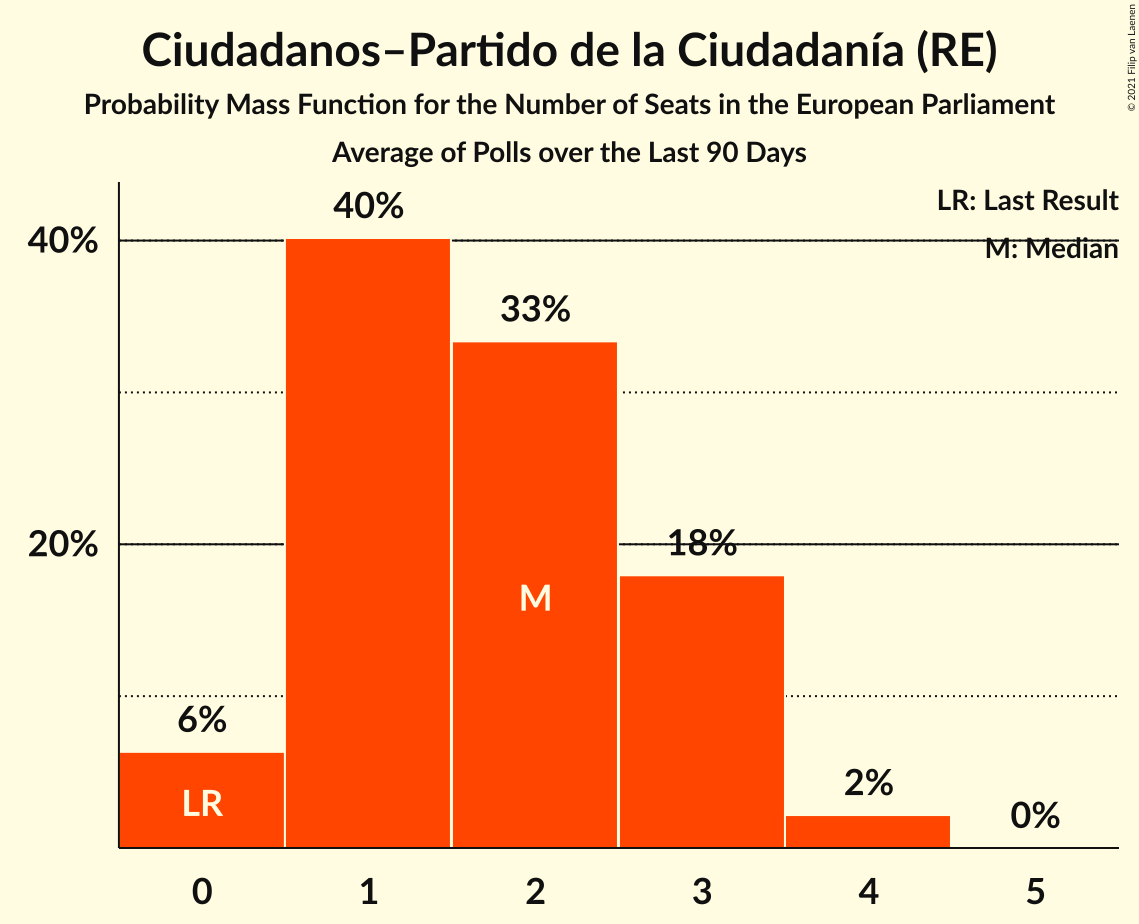 Ciudadanos–Partido de la Ciudadanía (RE)
Probability Mass Function for the Number of Seats in the European Parliament
Average of Polls over the Last 90 Days
© 2021 Filip van Laenen
LR: Last Result
M: Median
40%
20%
40%
33%
18%
6%
2%
0%
M
LR
0 1 2 3 4 5